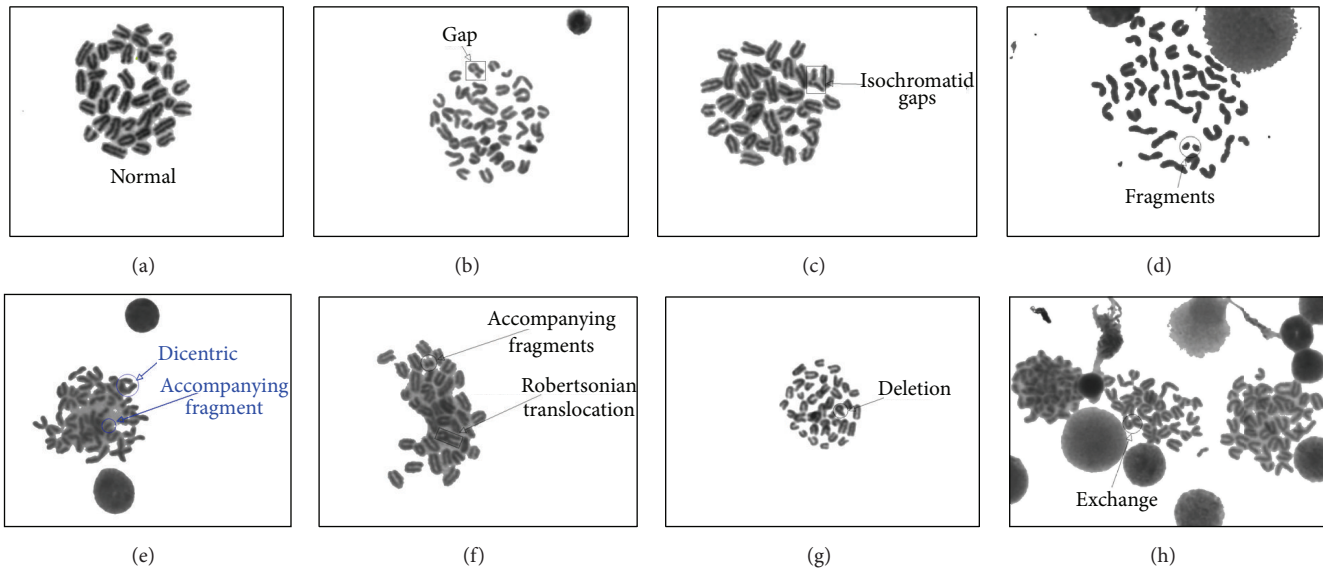 Normal
(a)
Gap
(b)
Isochromatid
gaps
(c)
Fragments
(d)
Dicentric
Accompanying
fragment
(e)
Accompanying
fragments
Robertsonian
translocation
(f)
Deletion
(g)
Exchange
(h)